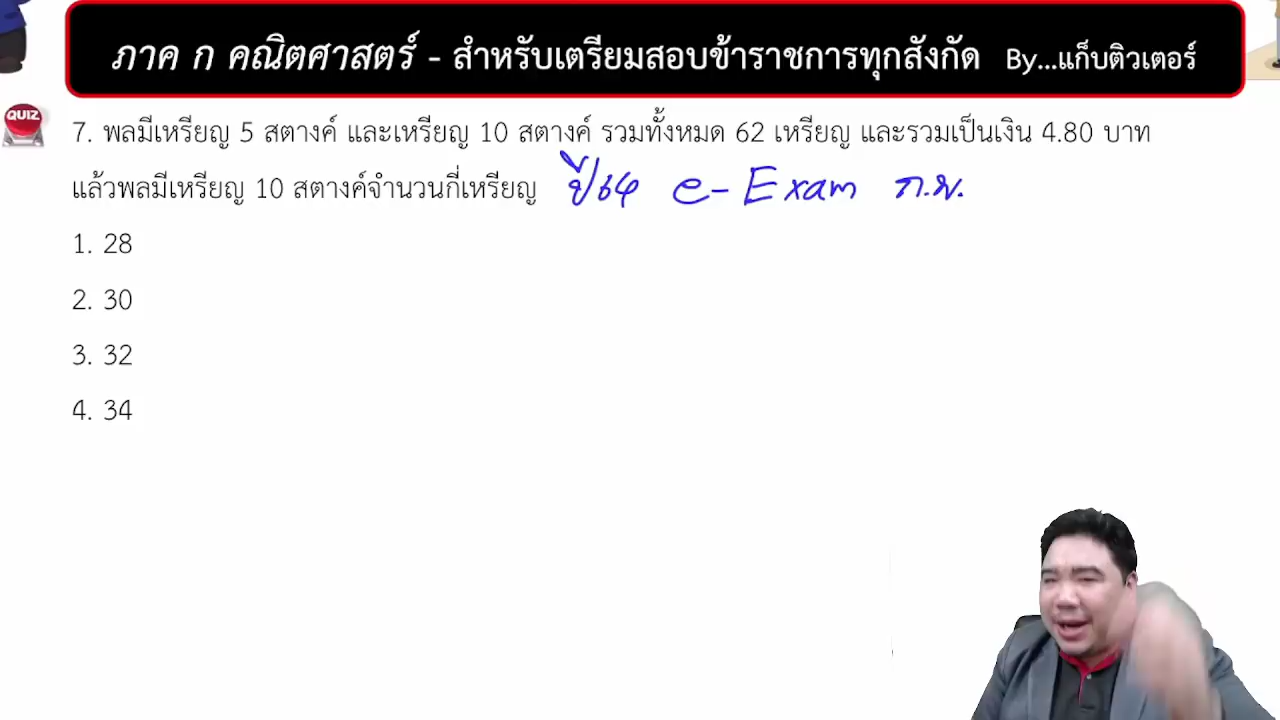 ภาค ก คณิตศาสตร์ - สำหรับเตรียมสอบข้าราชการทุกสังกัด By...แก็บติวเตอร์
QUIZ
7. พลมีเหรียญ 5 สตางค์ และเหรียญ 10 สตางค์ รวมทั้งหมด 62 เหรียญ และรวมเป็นเงิน 4.80 บาท
แล้วพลมีเหรียญ 10 สตางค์จำนวนกี่เหรียญ ปี 64 e-Exam ก.พ.
1. 28
2. 30
3. 32
4. 34